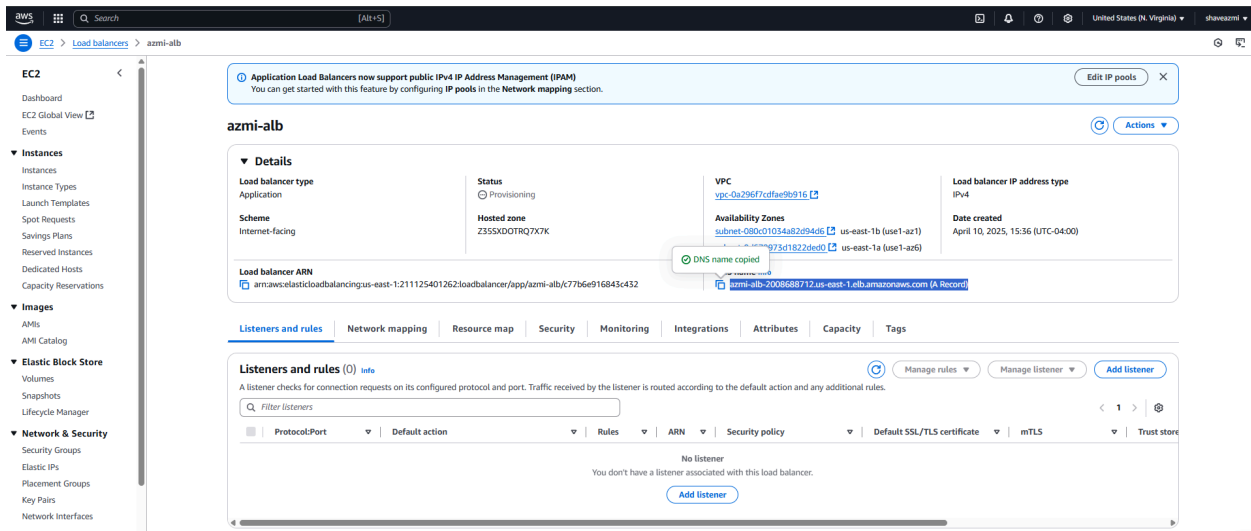 aws
Search [Alt+S] United States (N. Virginia) shaveazmi
EC2 > Load balancers > azmi-alb
EC2
Dashboard
EC2 Global View
Events
Instances
Instances
Instance Types
Launch Templates
Spot Requests
Savings Plans
Reserved Instances
Dedicated Hosts
Capacity Reservations
Images
AMIs
AMI Catalog
Elastic Block Store
Volumes
Snapshots
Lifecycle Manager
Network & Security
Security Groups
Elastic IPs
Placement Groups
Key Pairs
Network Interfaces
Application Load Balancers now support public IPv4 IP Address Management (IPAM)
You can get started with this feature by configuring IP pools in the Network mapping section.
Edit IP pools
azmi-alb
Actions
Details
Load balancer type
Application
Status
Provisioning
VPC
vpc-0a296f7cdfae9b916
Load balancer IP address type
IPv4
Scheme
Internet-facing
Hosted zone
Z35SXDOTRQ7X7K
Availability Zones
subnet-080c01034a82d94d6 us-east-1b (use1-az1)
973d1822ded0 us-east-1a (use1-az6)
Date created
April 10, 2025, 15:36 (UTC-04:00)
DNS name copied
Load balancer ARN
arn:aws:elasticloadbalancing:us-east-1:211125401262:loadbalancer/app/azmi-alb/c77b6e916843c432
name Info
azmi-alb-2008688712.us-east-1.elb.amazonaws.com (A Record)
Listeners and rules Network mapping Resource map Security Monitoring Integrations Attributes Capacity Tags
Listeners and rules (0) Info
Manage rules Manage listener Add listener
A listener checks for connection requests on its configured protocol and port. Traffic received by the listener is routed according to the default action and any additional rules.
Filter listeners
1
Protocol:Port Default action Rules ARN Security policy Default SSL/TLS certificate mTLS Trust store
No listener
You don't have a listener associated with this load balancer.
Add listener